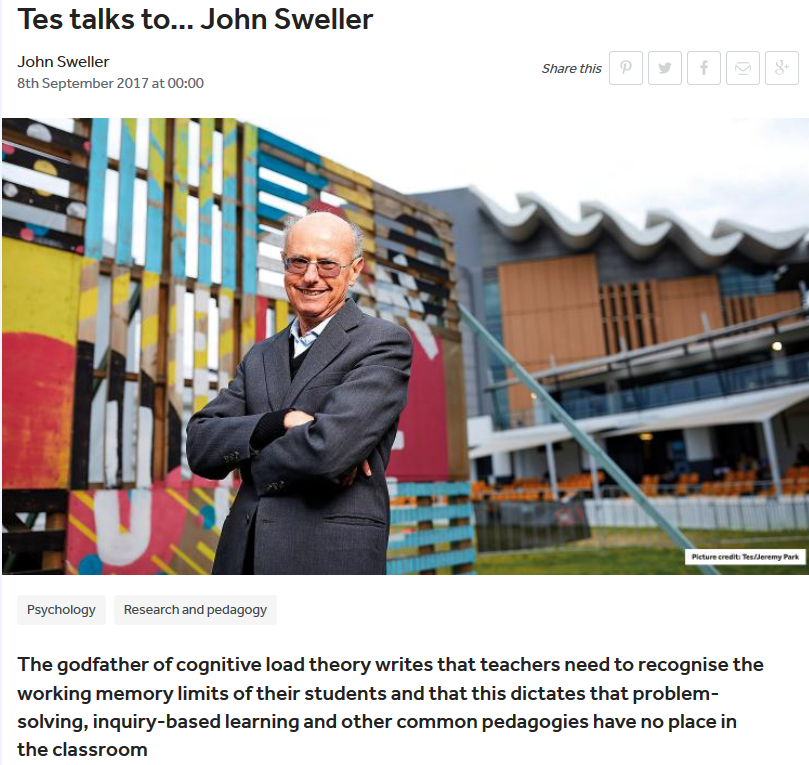 Tes talks to... John Sweller
John Sweller
8th September 2017 at 00:00
Share this
Picture credit: Tes/Jeremy Park
Psychology
Research and pedagogy
The godfather of cognitive load theory writes that teachers need to recognise the
working memory limits of their students and that this dictates that problem-
solving, inquiry-based learning and other common pedagogies have no place in
the classroom